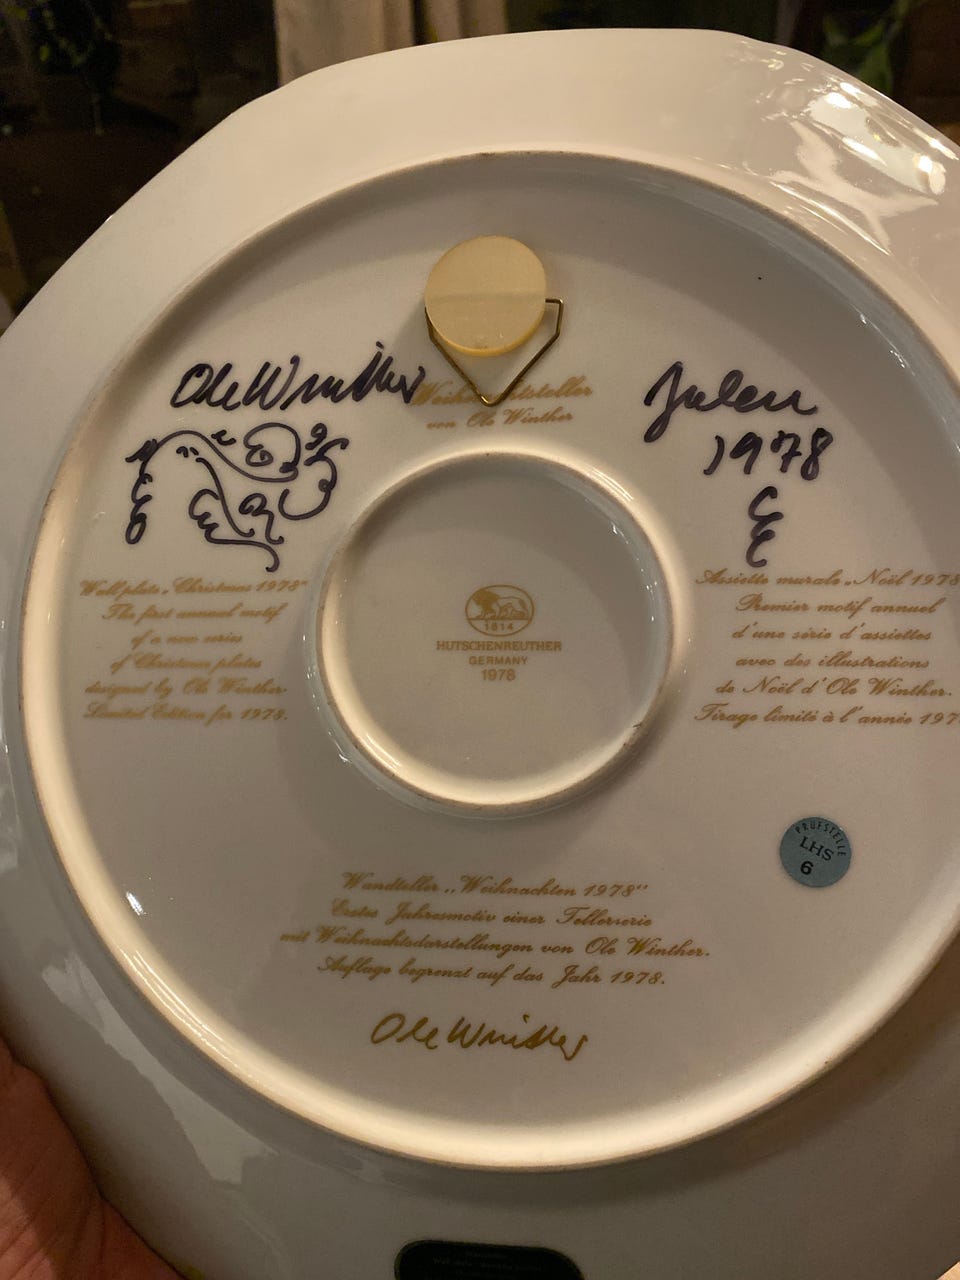 Ole Winther
Weihnachtsteller
von Ole Winther
Julen
1978
Wall plate „Christmas 1978"
The first annual motif
of a new series
of Christmas plates
designed by Ole Winther.
Limited Edition for 1978.
1814
HUTSCHENREUTHER
GERMANY
1978
Assiette murale „Noël 1978
Premier motif annuel
d'une série d'assiettes
avec des illustrations
de Noël d'Ole Winther.
Tirage limité à l'année 197
PRÜFSTELLE
LHS
6
Wandteller „Weihnachten 1978"
Erstes Jahresmotiv einer Tellerserie
mit Weihnachtsdarstellungen von Ole Winther.
Auflage begrenzt auf das Jahr 1978.
Ole Winther